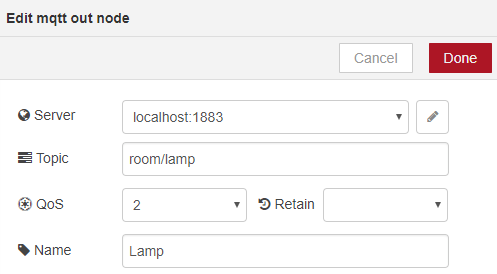 Edit mqtt out node
Cancel Done
Server localhost:1883
Topic room/lamp
QoS 2 Retain
Name Lamp